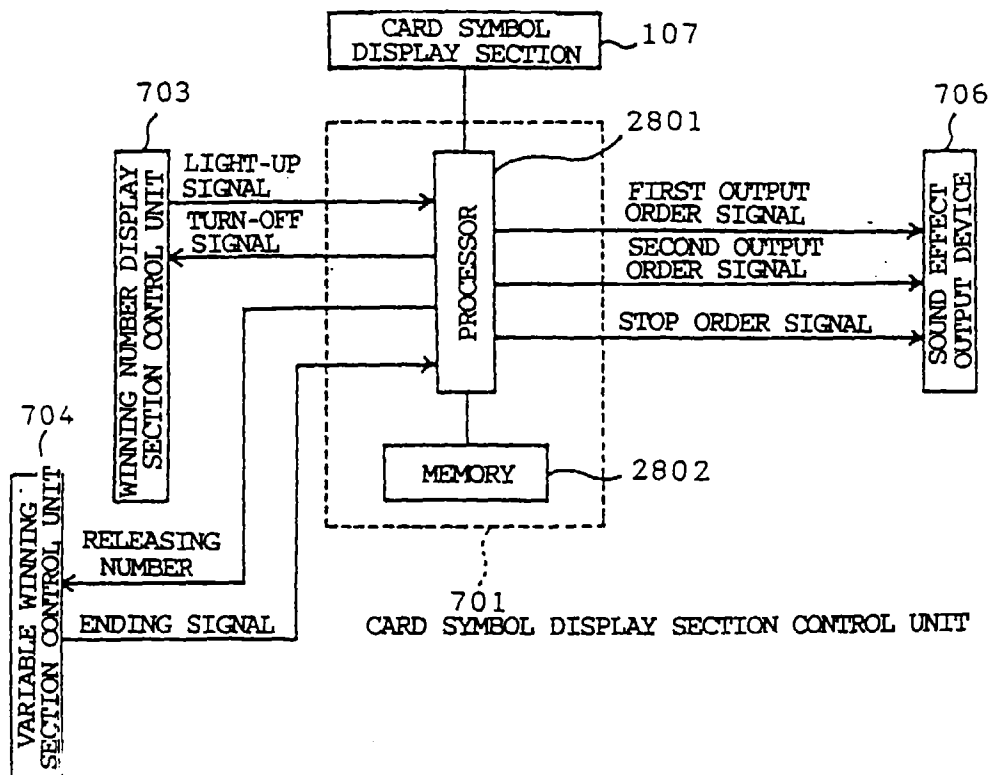 CARD SYMBOL
DISPLAY SECTION
107
703
706
2801
WINNING NUMBER DISPLAY
SECTION CONTROL UNIT
LIGHT-UP
SIGNAL
TURN-OFF
SIGNAL
PROCESSOR
FIRST OUTPUT
ORDER SIGNAL
SECOND OUTPUT
ORDER SIGNAL
STOP ORDER SIGNAL
SOUND EFFECT
OUTPUT DEVICE
704
MEMORY
2802
VARIABLE WINNING
SECTION CONTROL UNIT
RELEASING
NUMBER
ENDING SIGNAL
701
CARD SYMBOL DISPLAY SECTION CONTROL UNIT